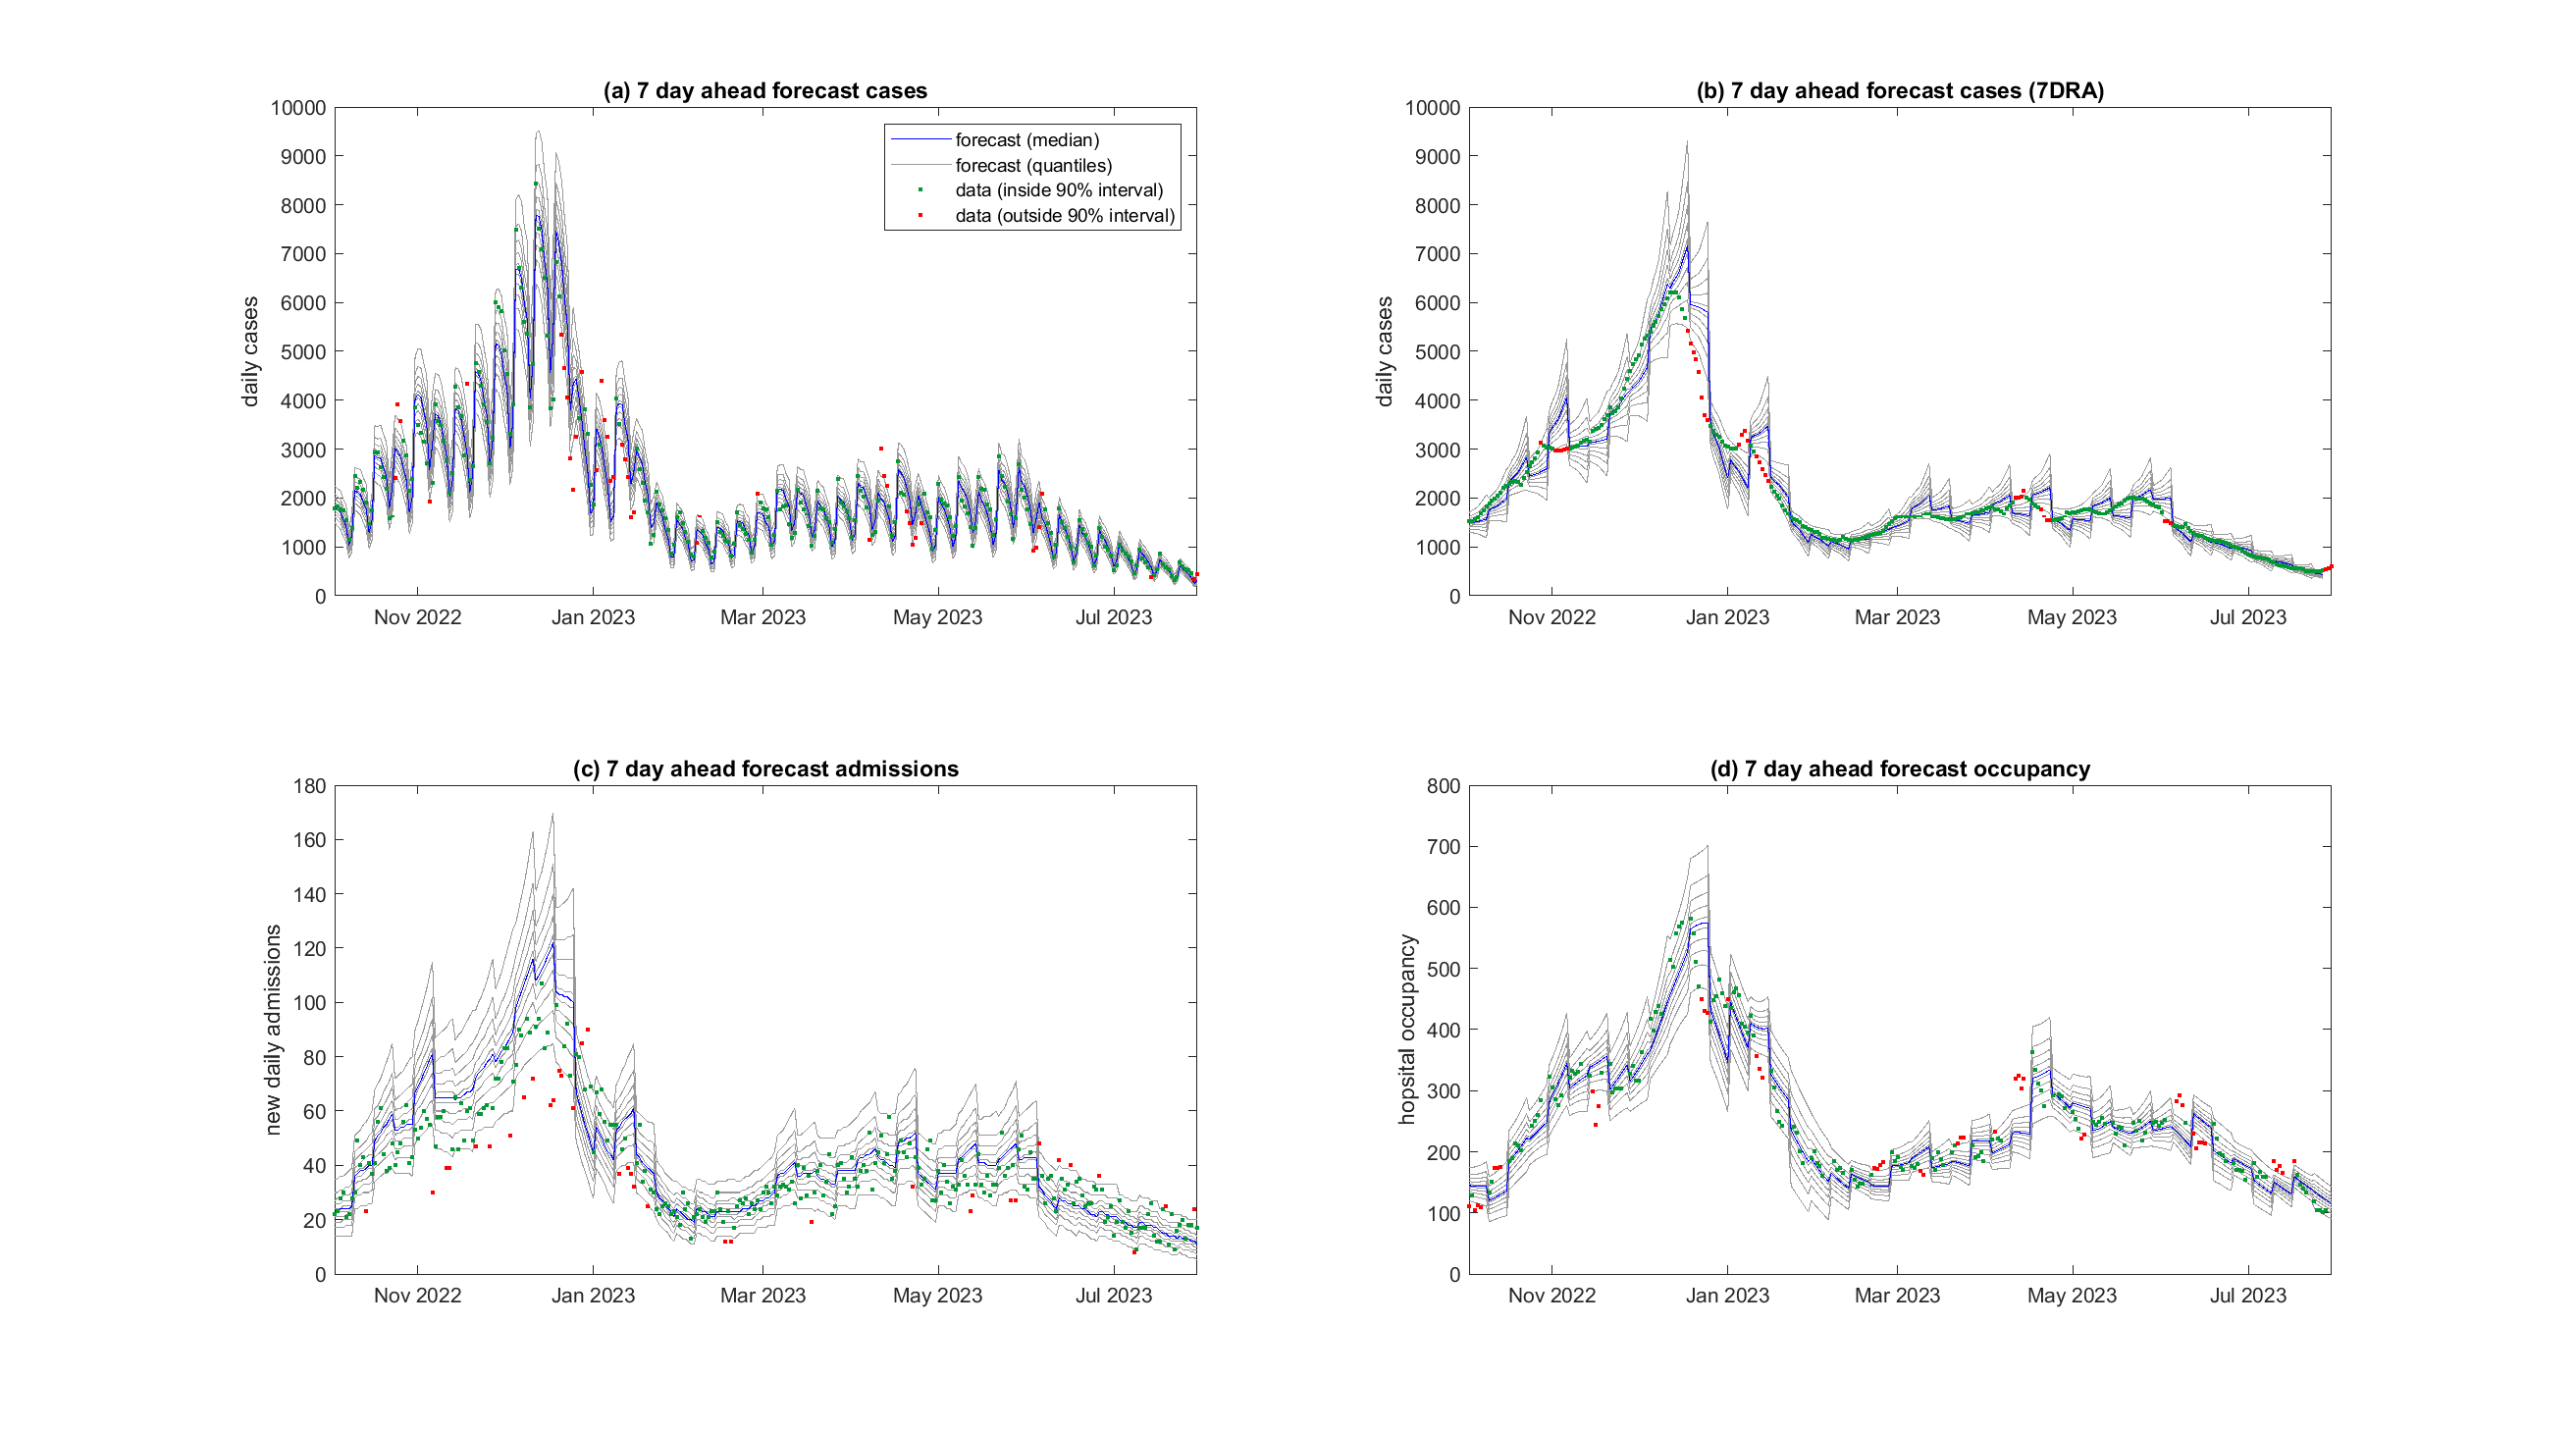 (a) 7 day ahead forecast cases
10000
9000
8000
7000
6000
5000
4000
3000
2000
1000
0
daily cases
forecast (median)
forecast (quantiles)
data (inside 90% interval)
data (outside 90% interval)
Nov 2022 Jan 2023 Mar 2023 May 2023 Jul 2023
(b) 7 day ahead forecast cases (7DRA)
10000
9000
8000
7000
6000
5000
4000
3000
2000
1000
0
daily cases
Nov 2022 Jan 2023 Mar 2023 May 2023 Jul 2023
(c) 7 day ahead forecast admissions
180
160
140
120
100
80
60
40
20
0
new daily admissions
Nov 2022 Jan 2023 Mar 2023 May 2023 Jul 2023
(d) 7 day ahead forecast occupancy
800
700
600
500
400
300
200
100
0
hopsital occupancy
Nov 2022 Jan 2023 Mar 2023 May 2023 Jul 2023